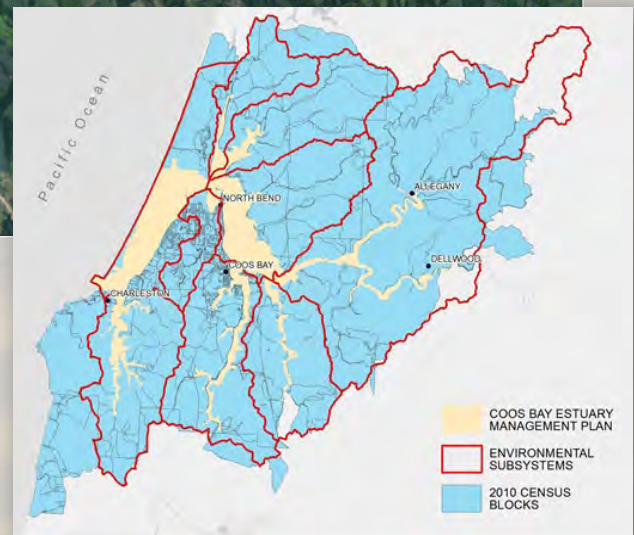 Pacific Ocean
NORTH BEND
ALLEGANY
COOS BAY
DELLWOOD
CHARLESTON
COOS BAY ESTUARY
MANAGEMENT PLAN
ENVIRONMENTAL
SUBSYSTEMS
2010 CENSUS
BLOCKS